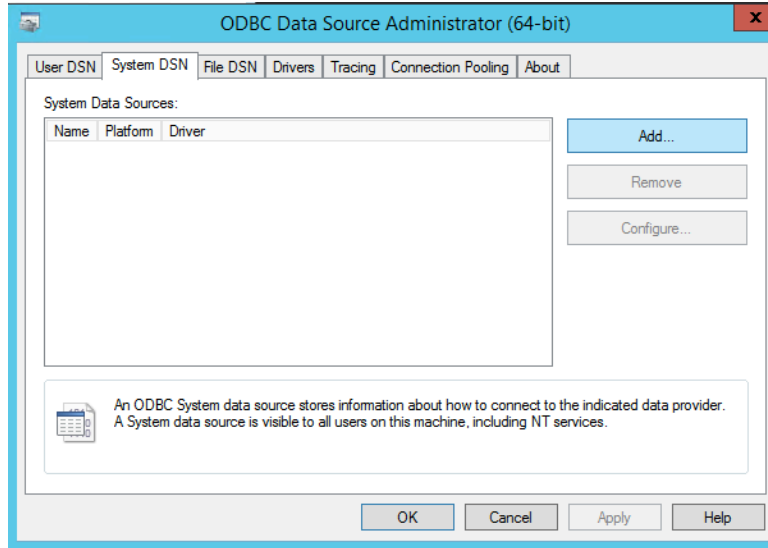 ODBC Data Source Administrator (64-bit)
x
User DSN System DSN File DSN Drivers Tracing Connection Pooling About
System Data Sources:
Name Platform Driver
Add...
Remove
Configure...
An ODBC System data source stores information about how to connect to the indicated data provider.
A System data source is visible to all users on this machine, including NT services.
OK Cancel Apply Help